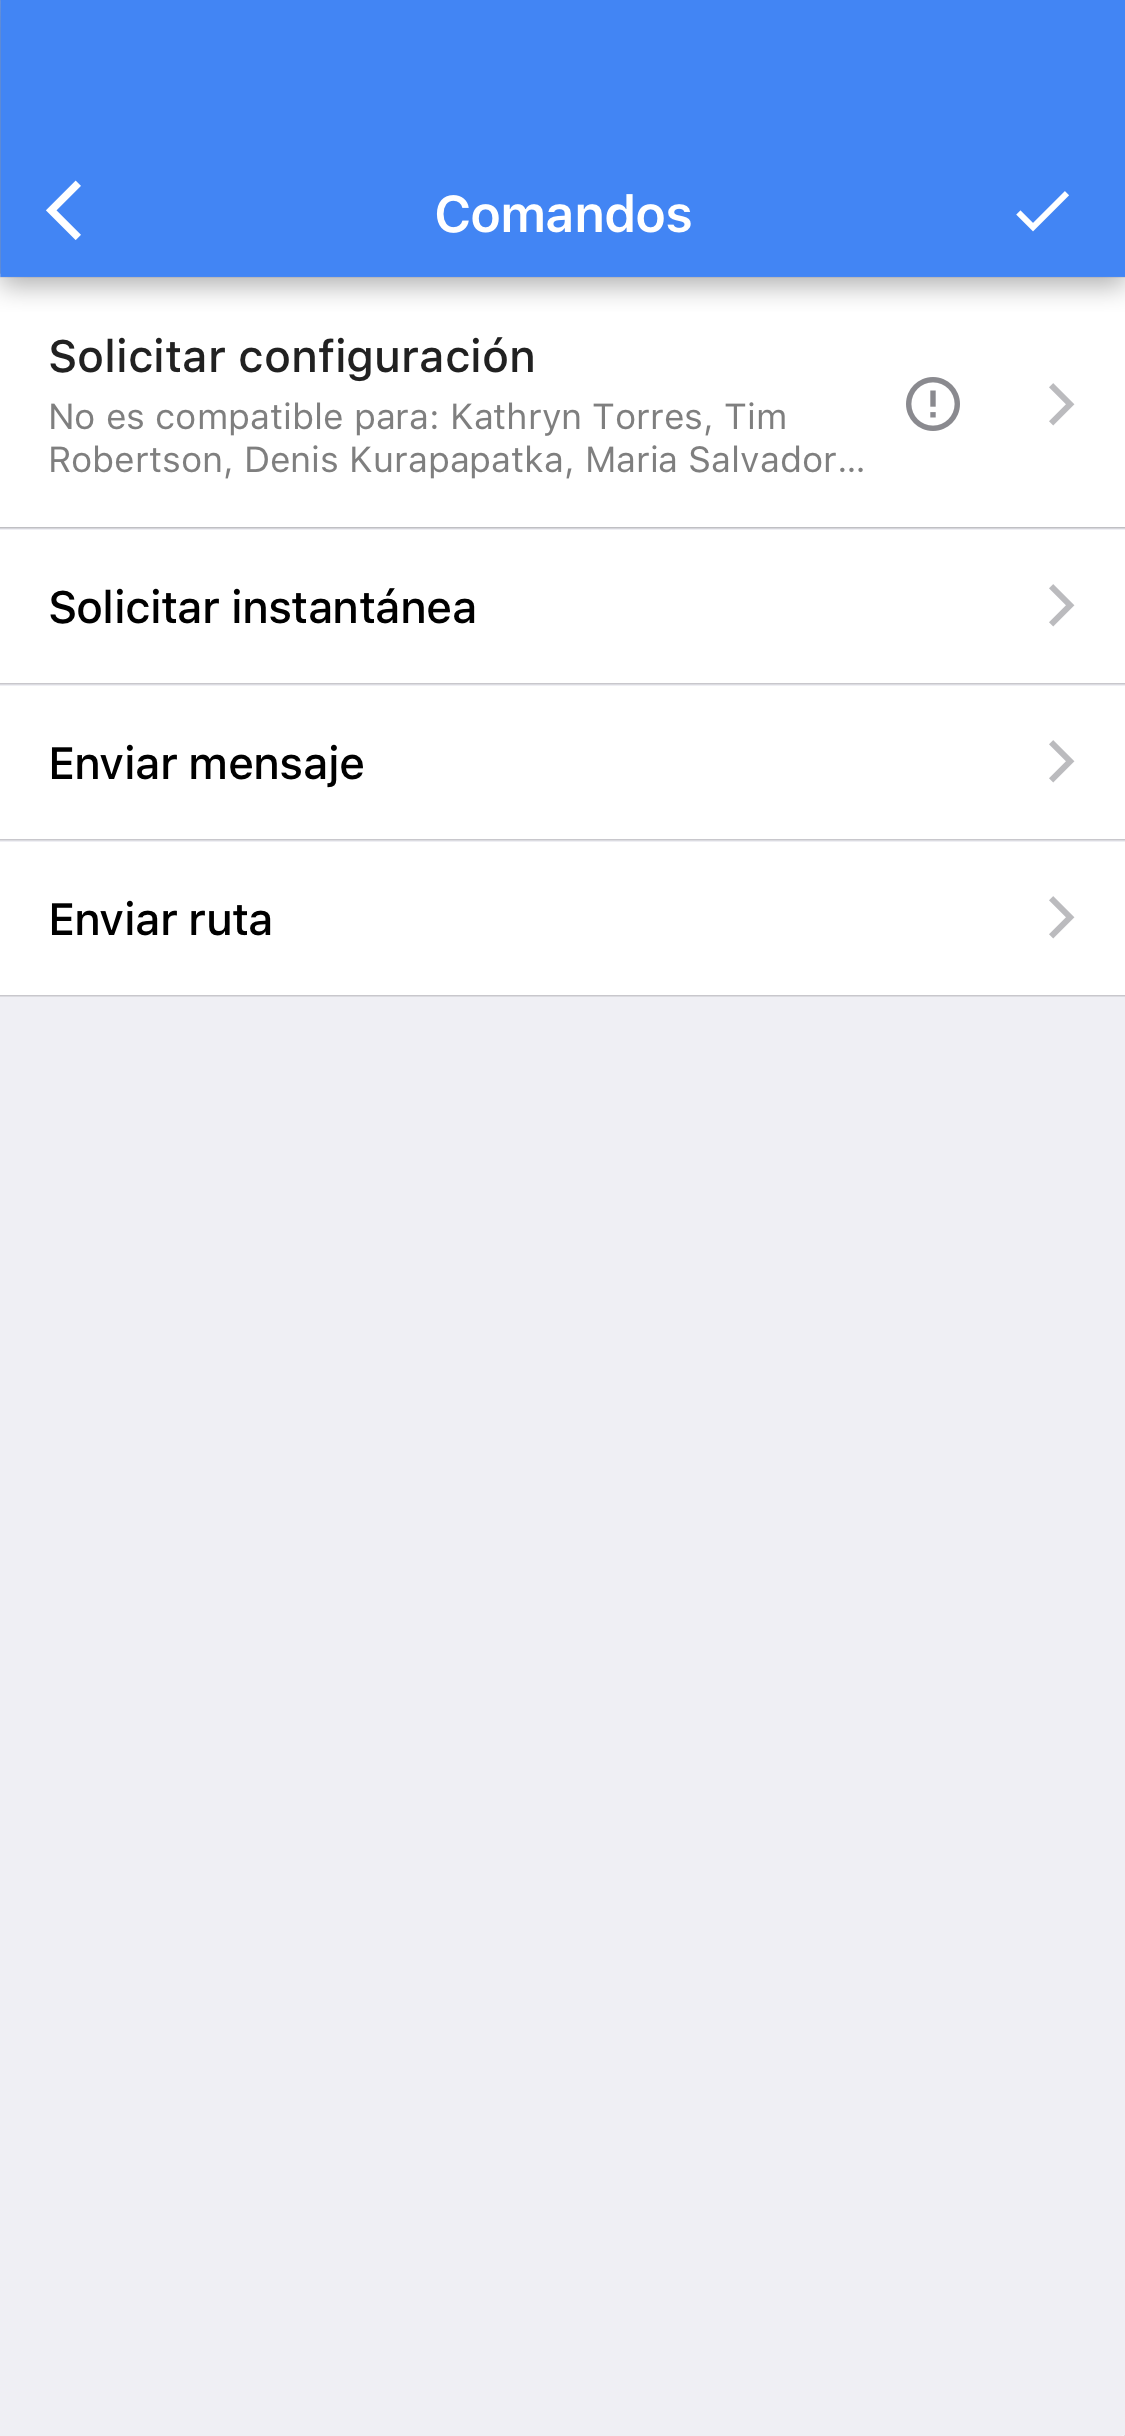 Comandos
Solicitar configuración
No es compatible para: Kathryn Torres, Tim
Robertson, Denis Kurapapatka, Maria Salvador...
Solicitar instantánea
Enviar mensaje
Enviar ruta